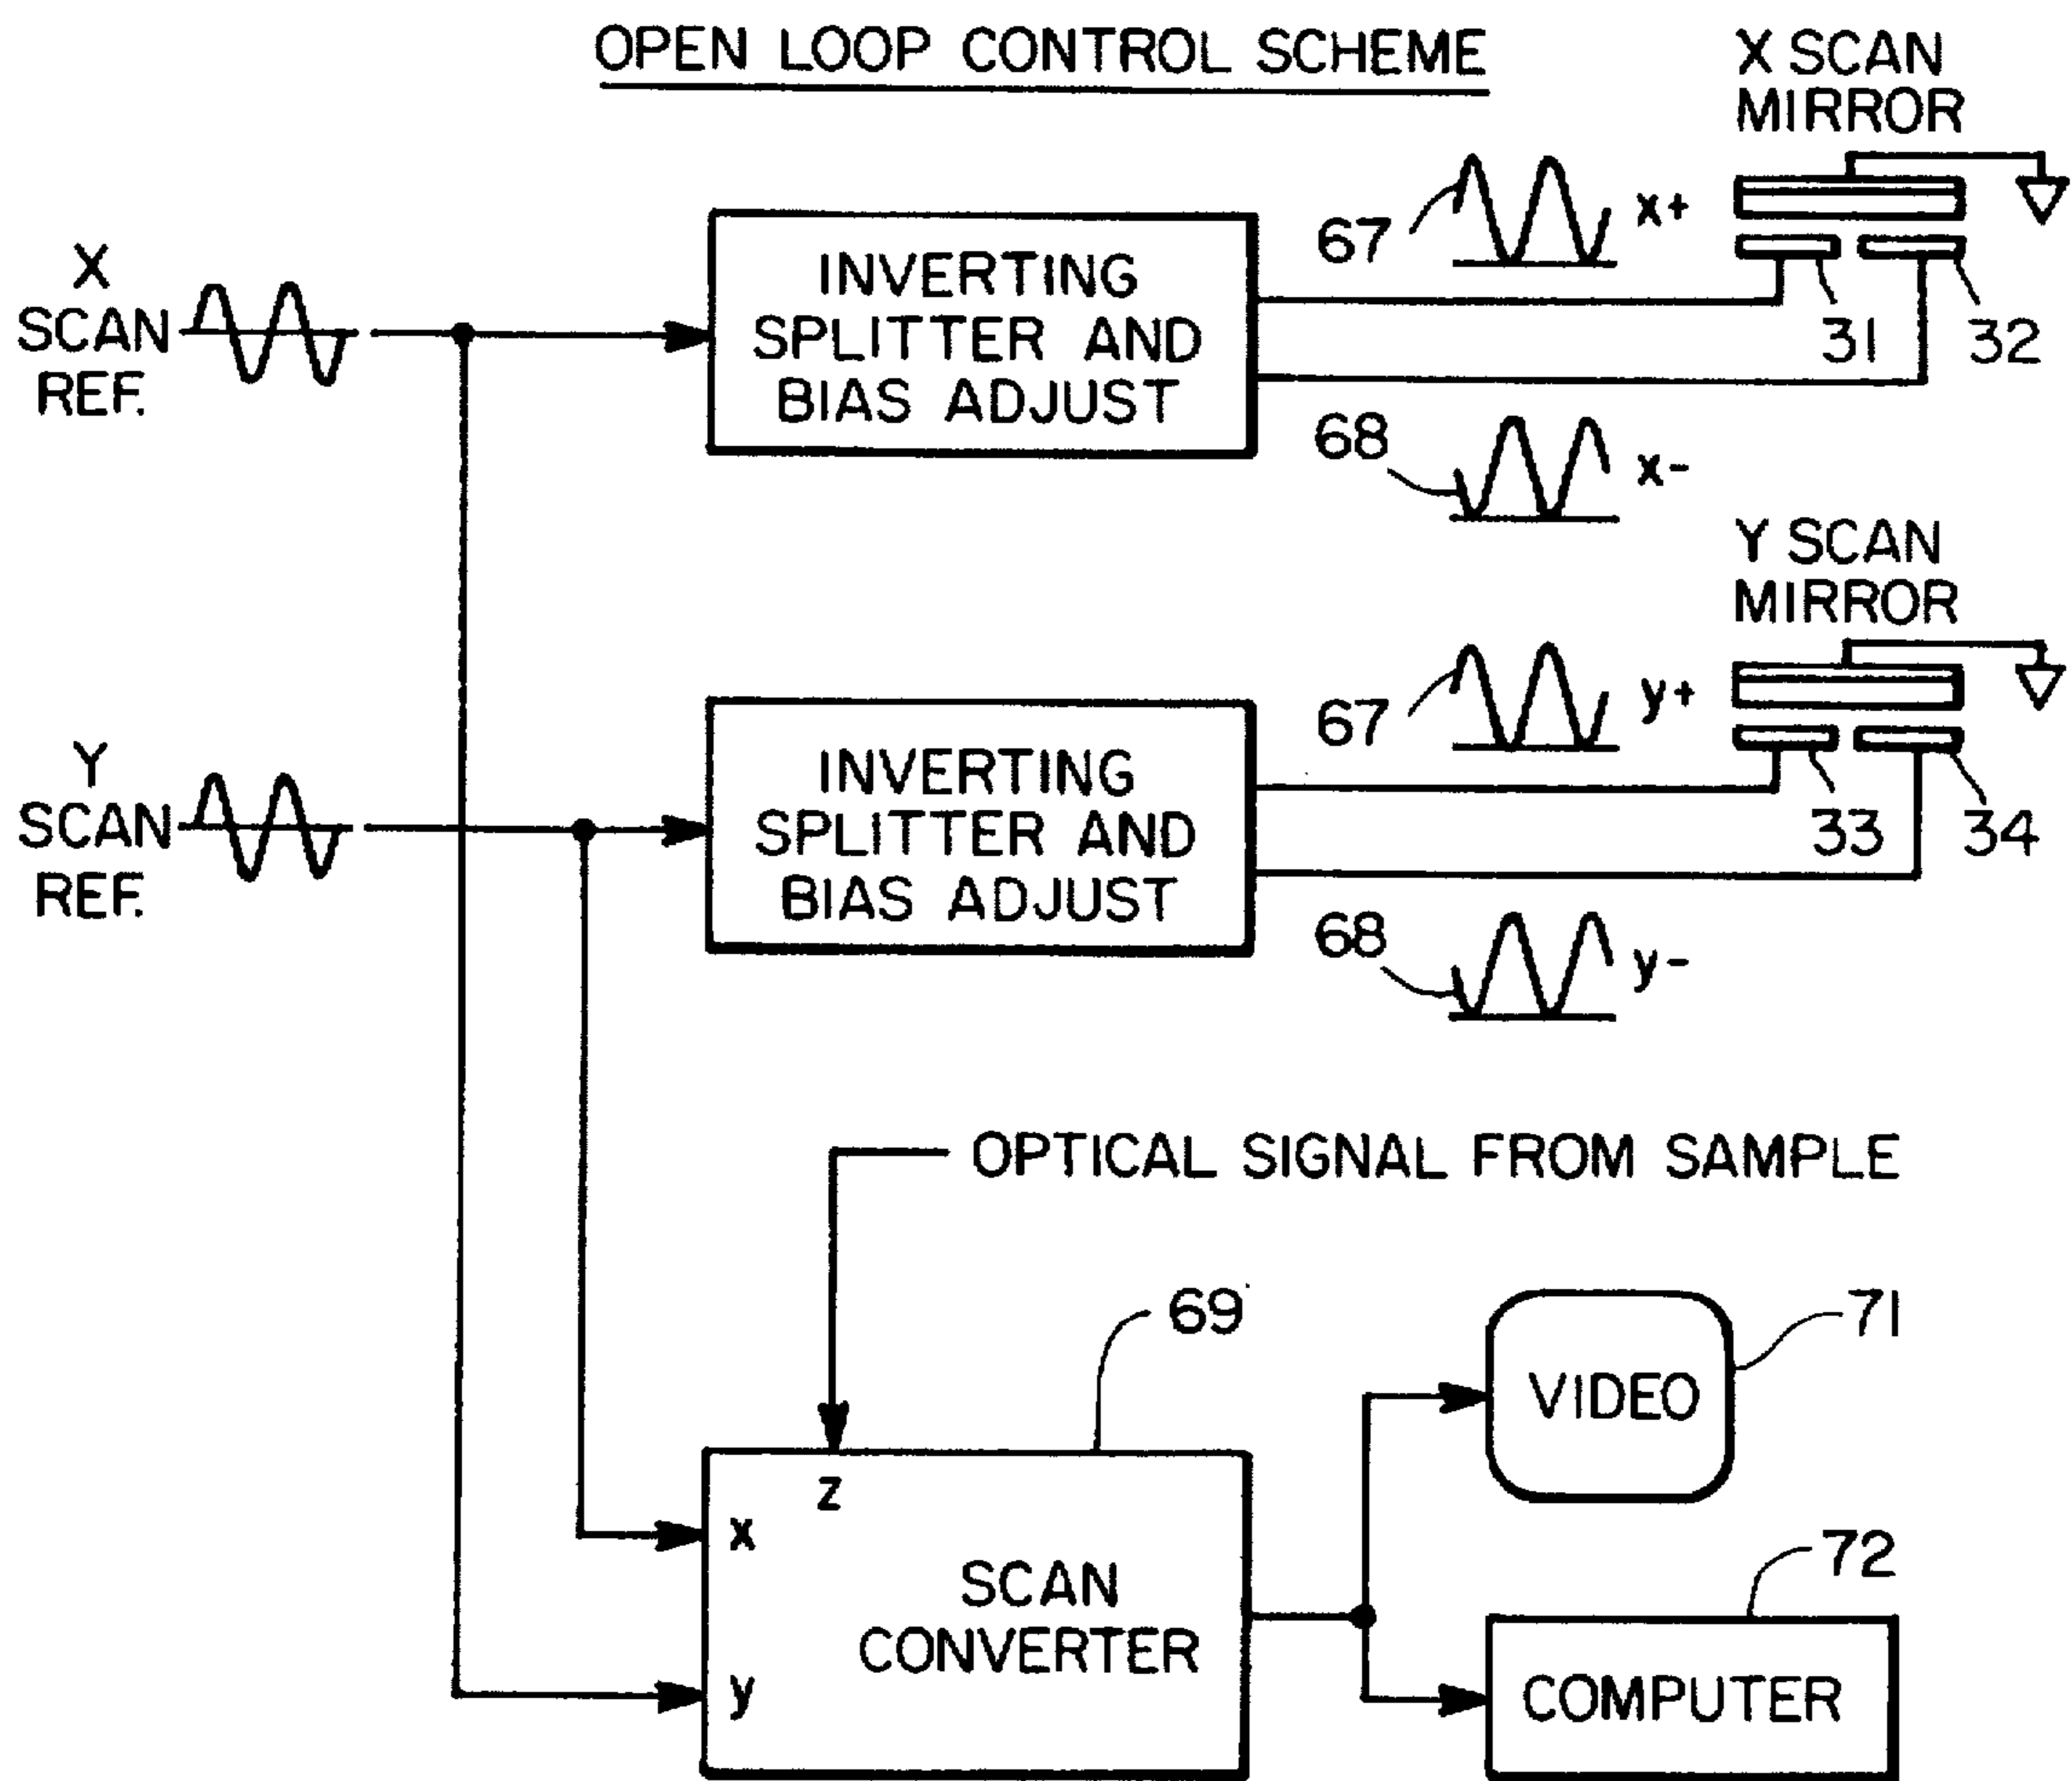 OPEN LOOP CONTROL SCHEME
X SCAN
MIRROR
X
SCAN
REF.
INVERTING
SPLITTER AND
BIAS ADJUST
67
x+
31
32
68
x-
Y SCAN
MIRROR
Y
SCAN
REF.
INVERTING
SPLITTER AND
BIAS ADJUST
67
y+
33
34
68
y-
OPTICAL SIGNAL FROM SAMPLE
69
71
VIDEO
z
x
SCAN
CONVERTER
y
72
COMPUTER